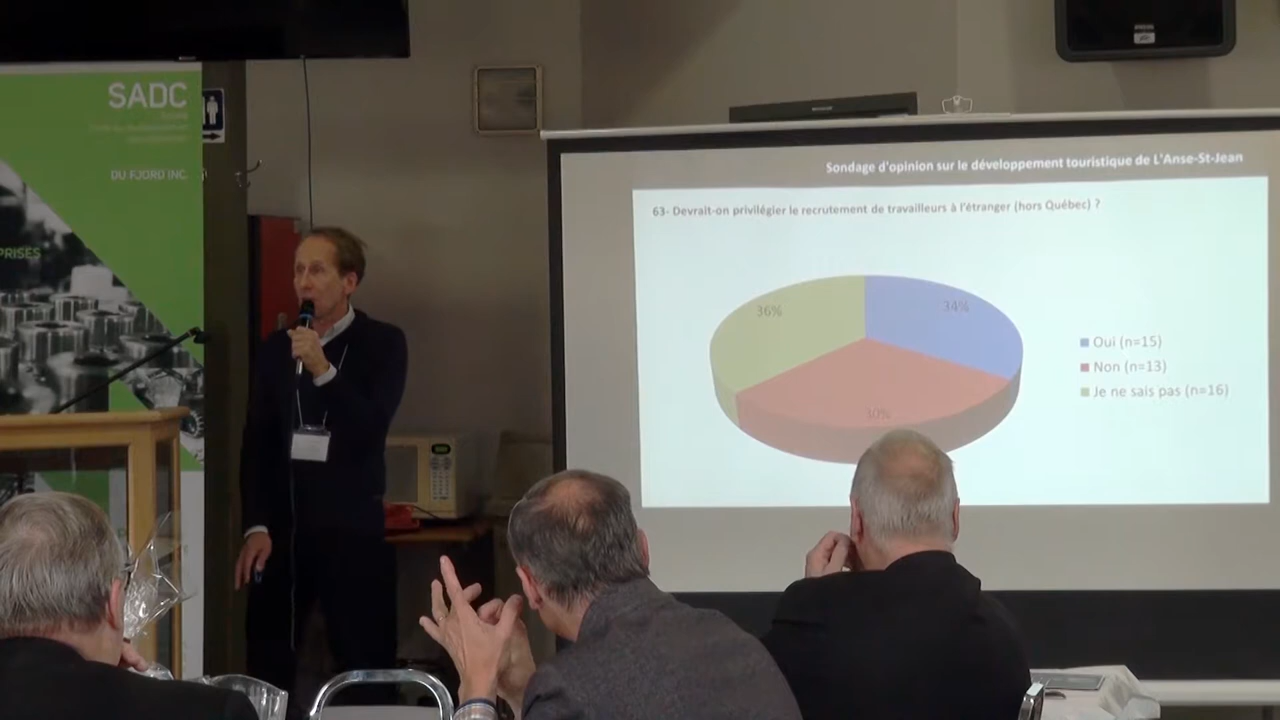 SADC
DU FJORD INC.
PRISES
Sondage d'opinion sur le développement touristique de L'Anse-St-Jean
63- Devrait-on privilégier le recrutement de travailleurs à l'étranger (hors Québec) ?
36%
34%
30%
Oui (n=15)
Non (n=13)
Je ne sais pas (n=16)